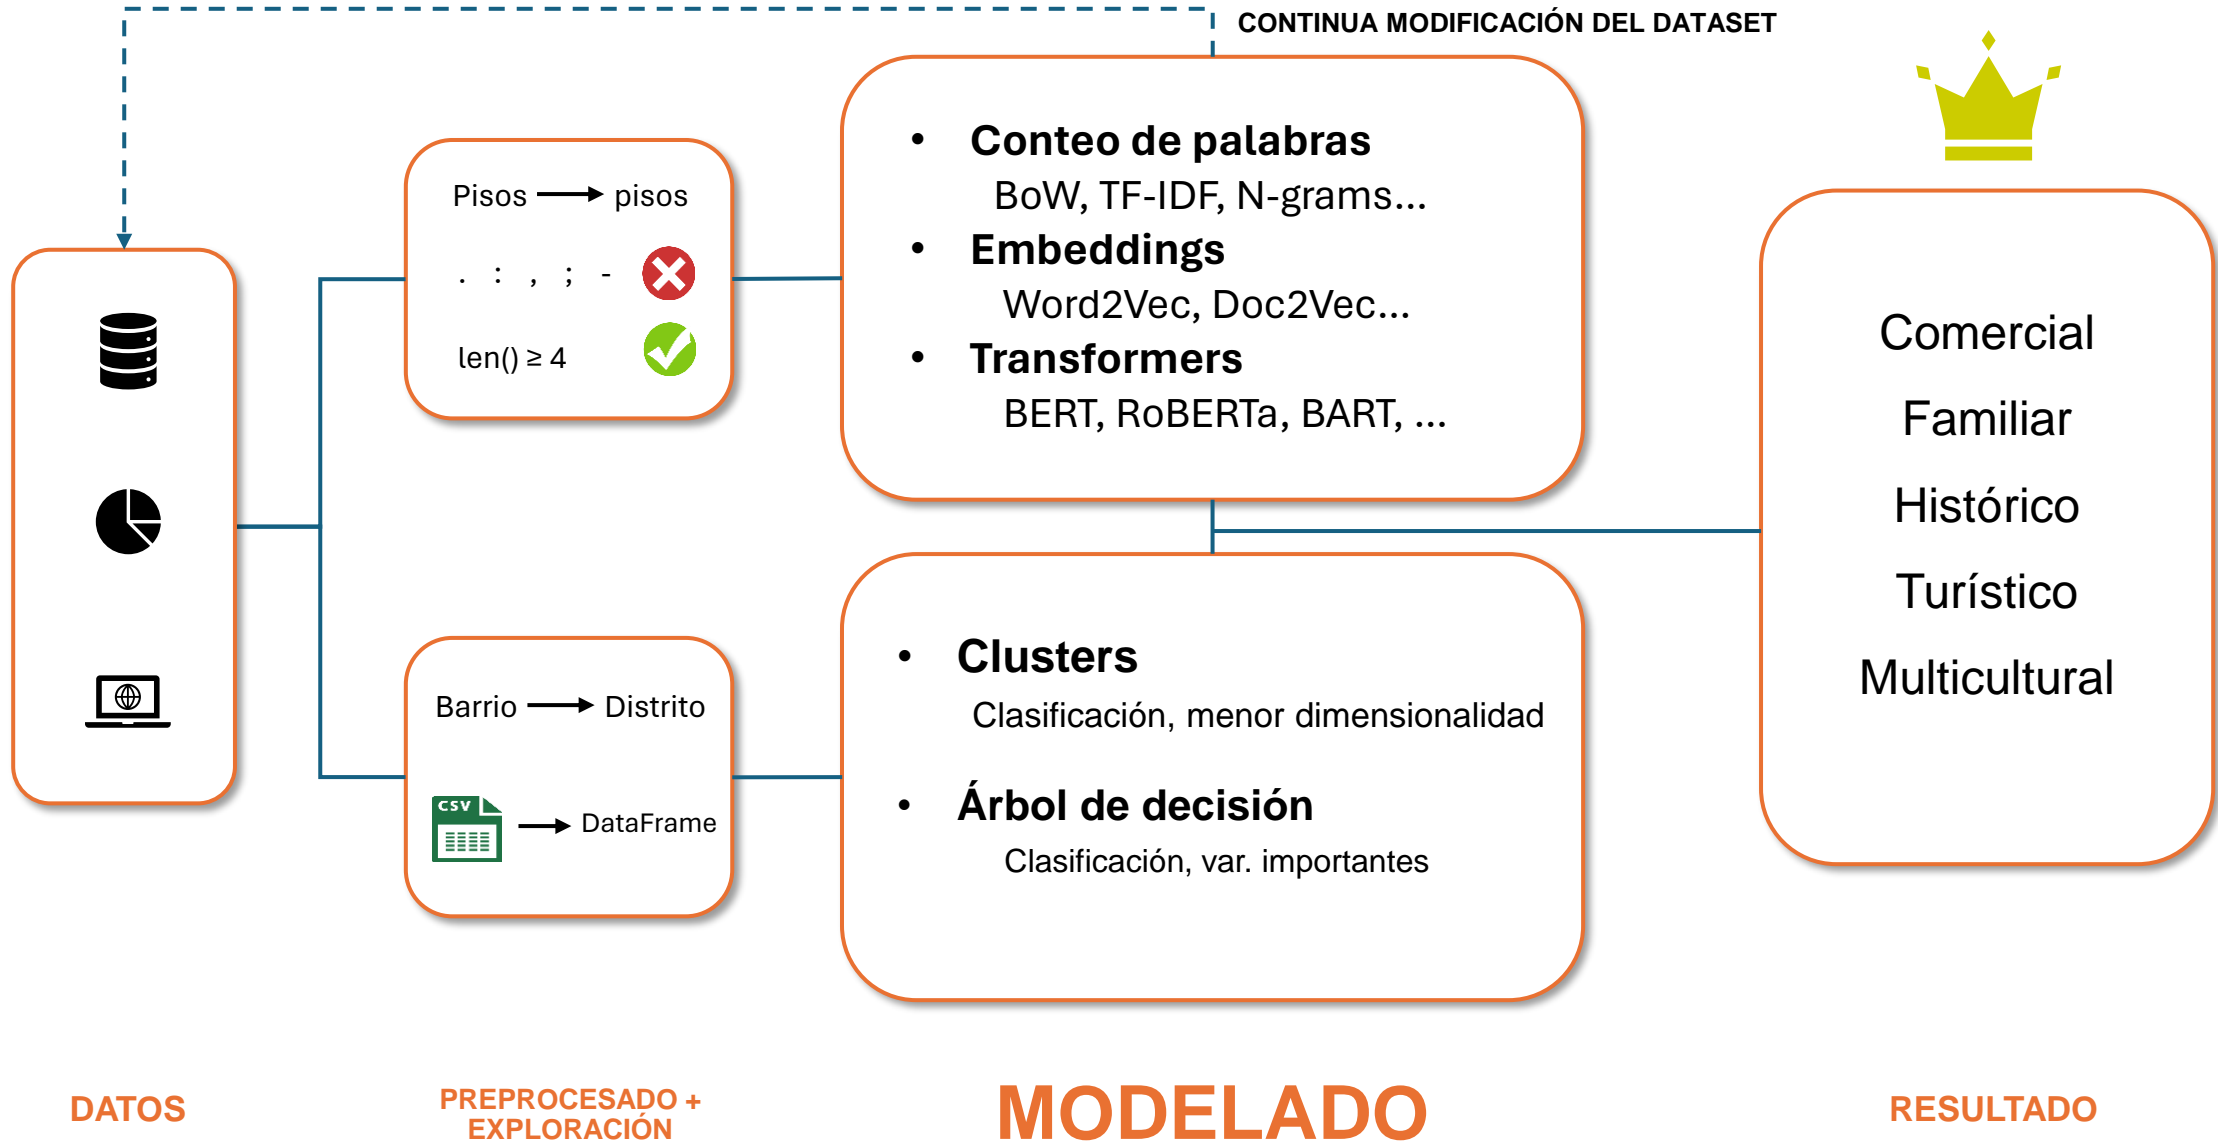 CONTINUA MODIFICACIÓN DEL DATASET
Pisos pisos
. : , ; -
len() ≥ 4
• Conteo de palabras
BoW, TF-IDF, N-grams...
• Embeddings
Word2Vec, Doc2Vec...
• Transformers
BERT, RoBERTa, BART, ...
Barrio Distrito
CSV DataFrame
• Clusters
Clasificación, menor dimensionalidad
• Árbol de decisión
Clasificación, var. importantes
Comercial
Familiar
Histórico
Turístico
Multicultural
DATOS
PREPROCESADO +
EXPLORACIÓN
MODELADO
RESULTADO